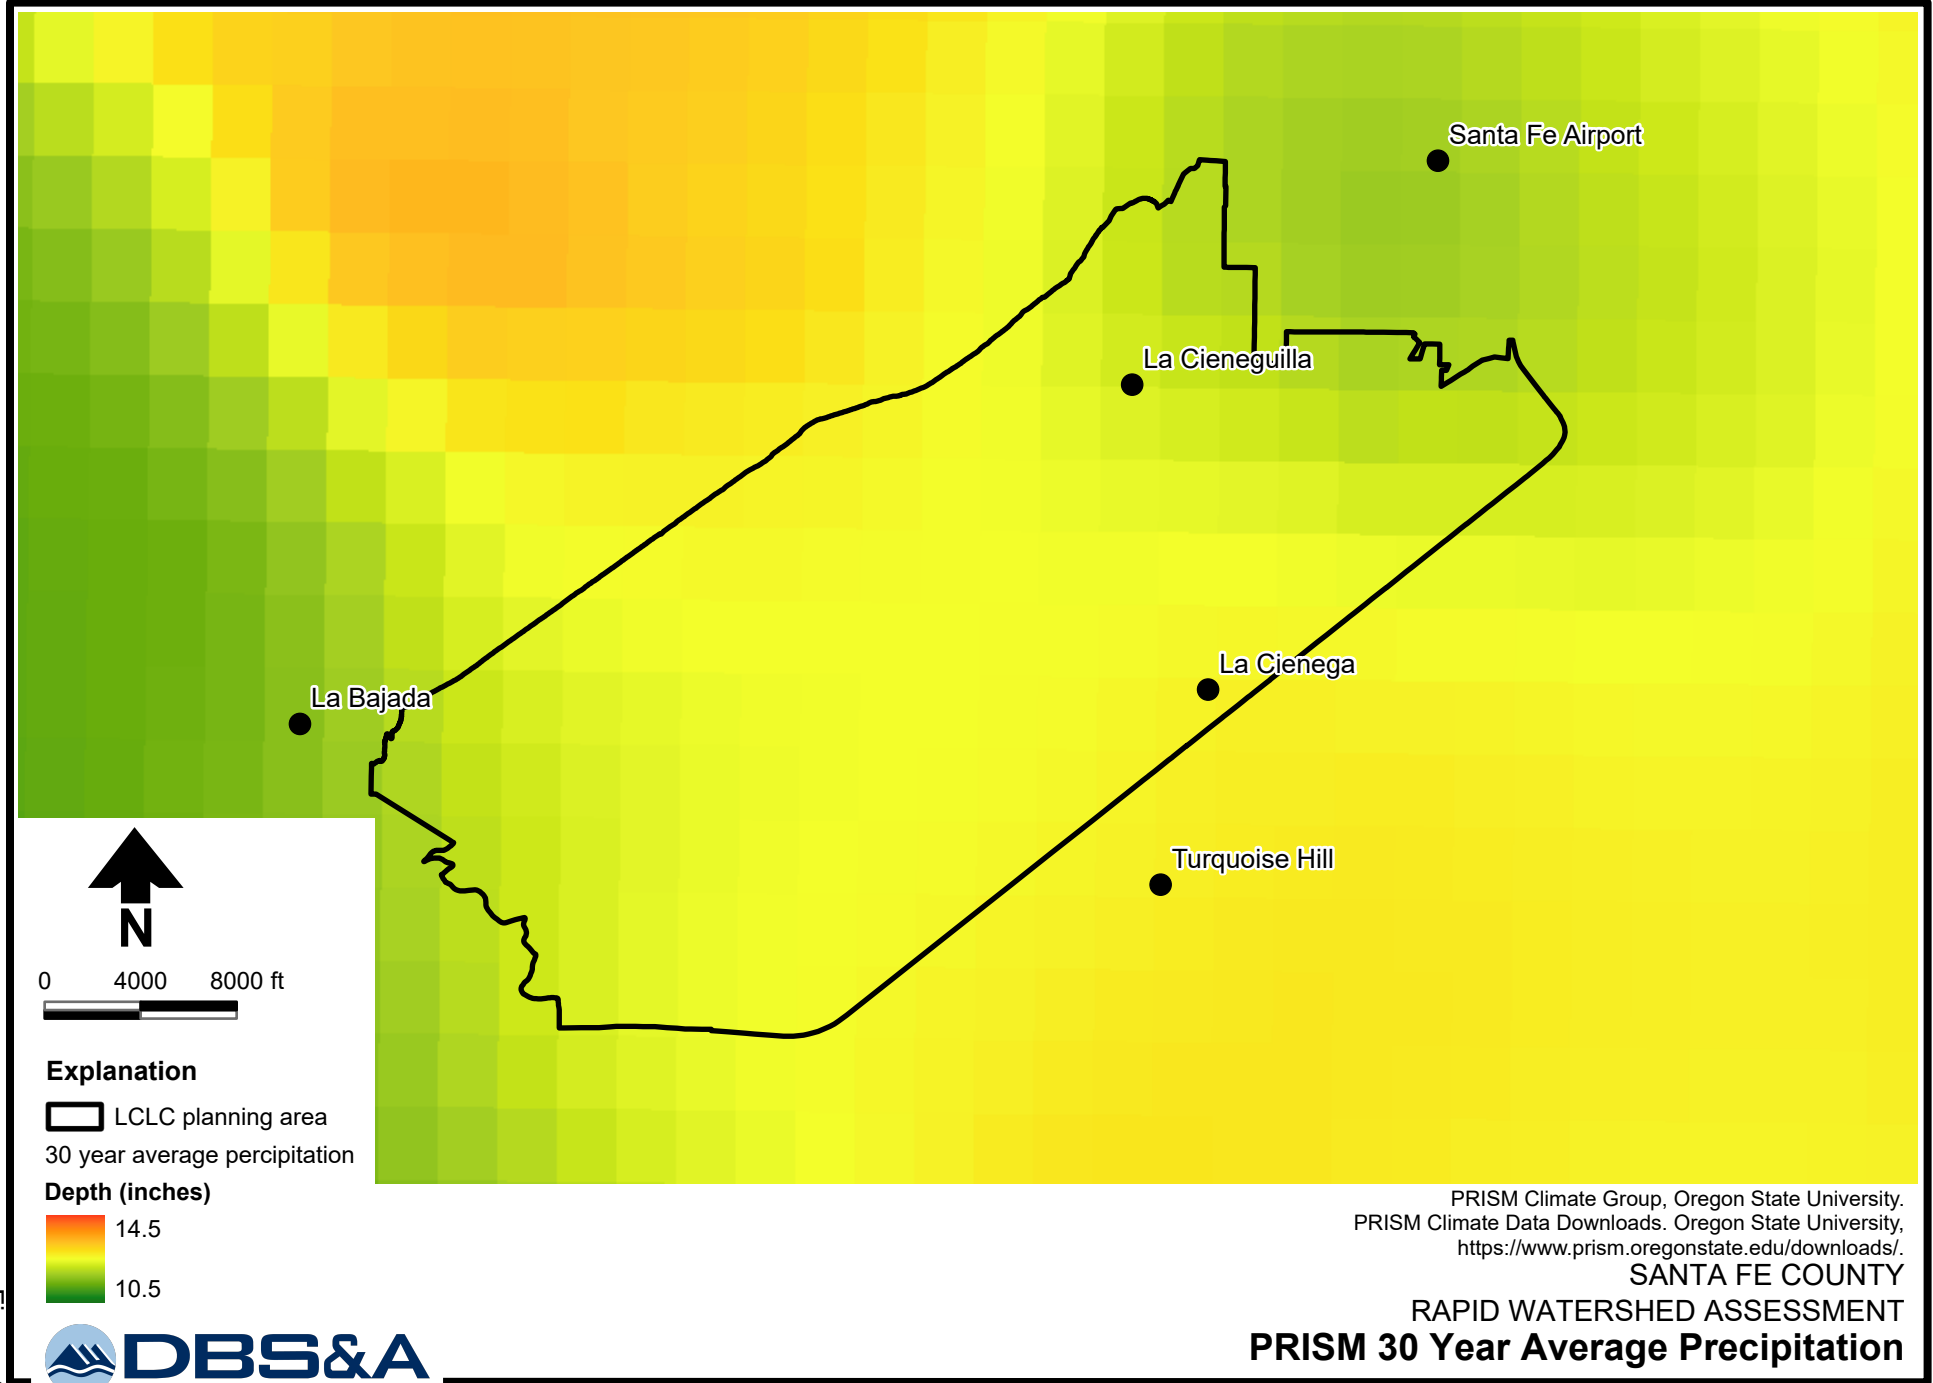 Santa Fe Airport
La Cieneguilla
La Cienega
La Bajada
Turquoise Hill
N
0 4000 8000 ft
Explanation
LCLC planning area
30 year average percipitation
Depth (inches)
14.5
10.5
DBS&A
PRISM Climate Group, Oregon State University.
PRISM Climate Data Downloads. Oregon State University,
https://www.prism.oregonstate.edu/downloads/.
SANTA FE COUNTY
RAPID WATERSHED ASSESSMENT
PRISM 30 Year Average Precipitation